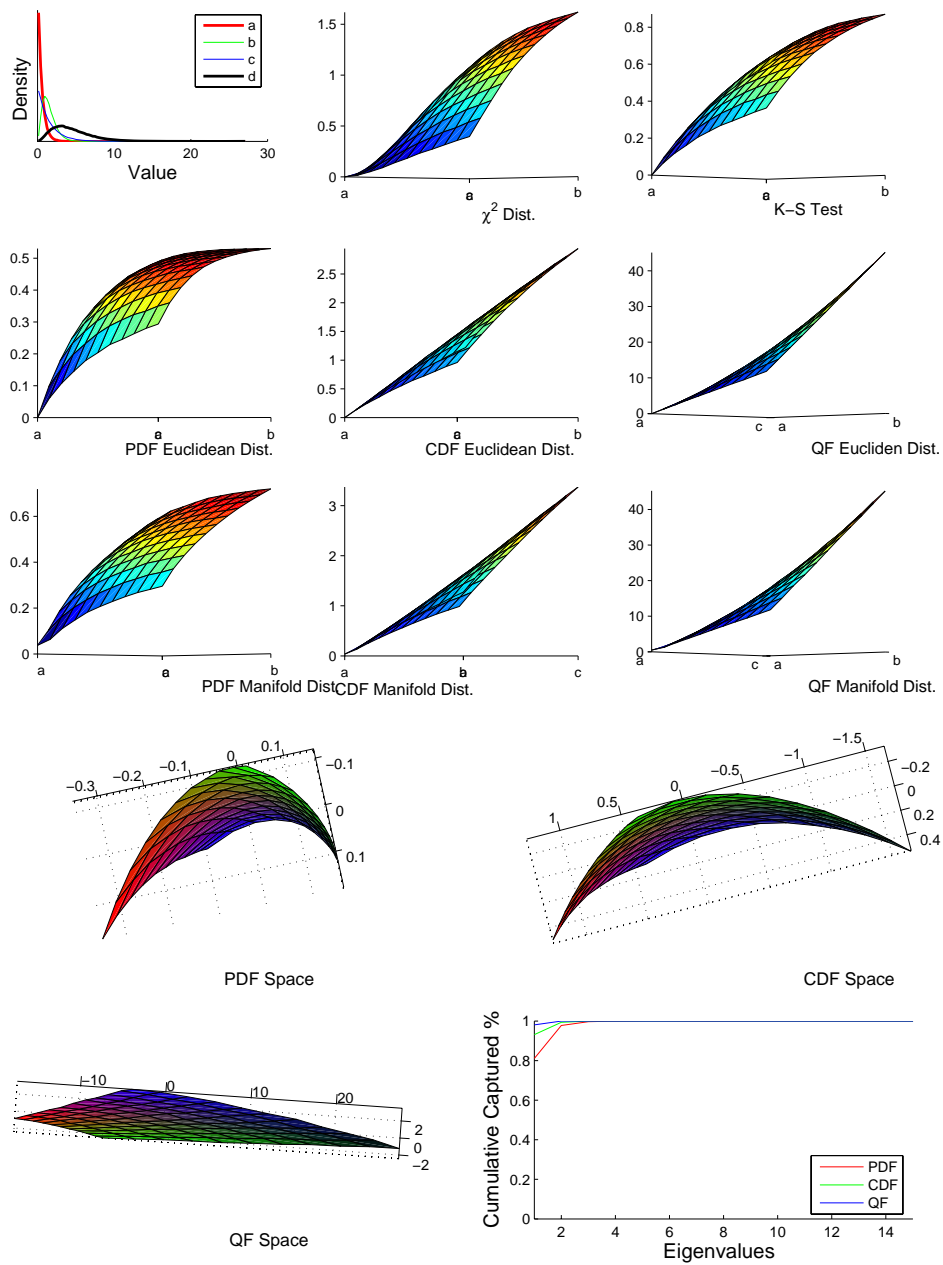 a
b
c
d
Density
0 10 20 30
Value
1.5
1
0.5
0
a a b
χ² Dist.
0.8
0.6
0.4
0.2
0
a a b
K−S Test
0.5
0.4
0.3
0.2
0.1
0
a a b
PDF Euclidean Dist.
2.5
2
1.5
1
0.5
0
a a b
CDF Euclidean Dist.
40
30
20
10
0
a c a b
QF Eucliden Dist.
0.6
0.4
0.2
0
a a b
PDF Manifold Dist.
3
2
1
0
a a c
CDF Manifold Dist.
40
30
20
10
0
a c a b
QF Manifold Dist.
−0.3 −0.2 −0.1 0 0.1
−0.1
0
0.1
PDF Space
1 0.5 0 −0.5 −1 −1.5
−0.2
0
0.2
0.4
CDF Space
−10 0 10 20
2
0
−2
QF Space
Cumulative Captured %
1
0.8
0.6
0.4
0.2
0
2 4 6 8 10 12 14
Eigenvalues
PDF
CDF
QF